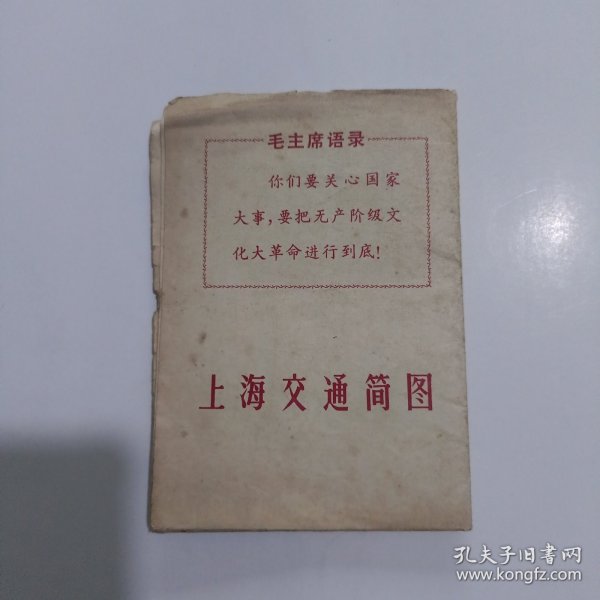 毛主席语录
你们要关心国家
大事，要把无产阶级文
化大革命进行到底！
上海交通简图
孔夫子旧书网
www.kongfz.com